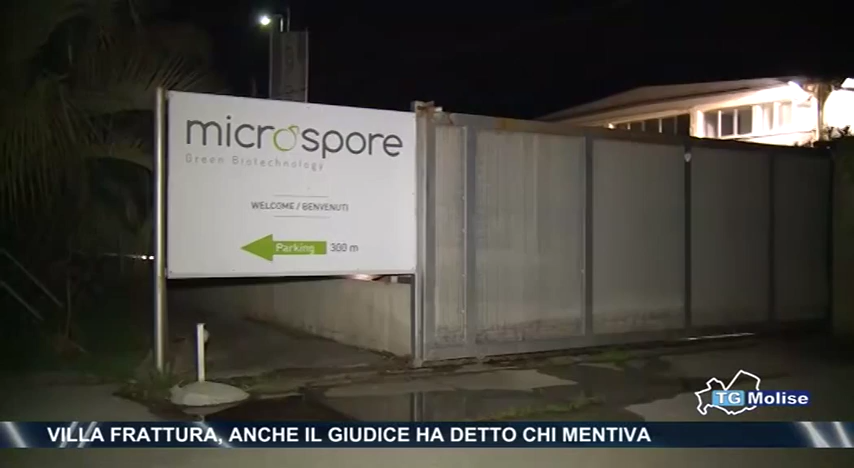 microspore
Green Biotechnology
WELCOME / BENVENUTI
Parking 300 m
TG Molise
VILLA FRATTURA, ANCHE IL GIUDICE HA DETTO CHI MENTIVA